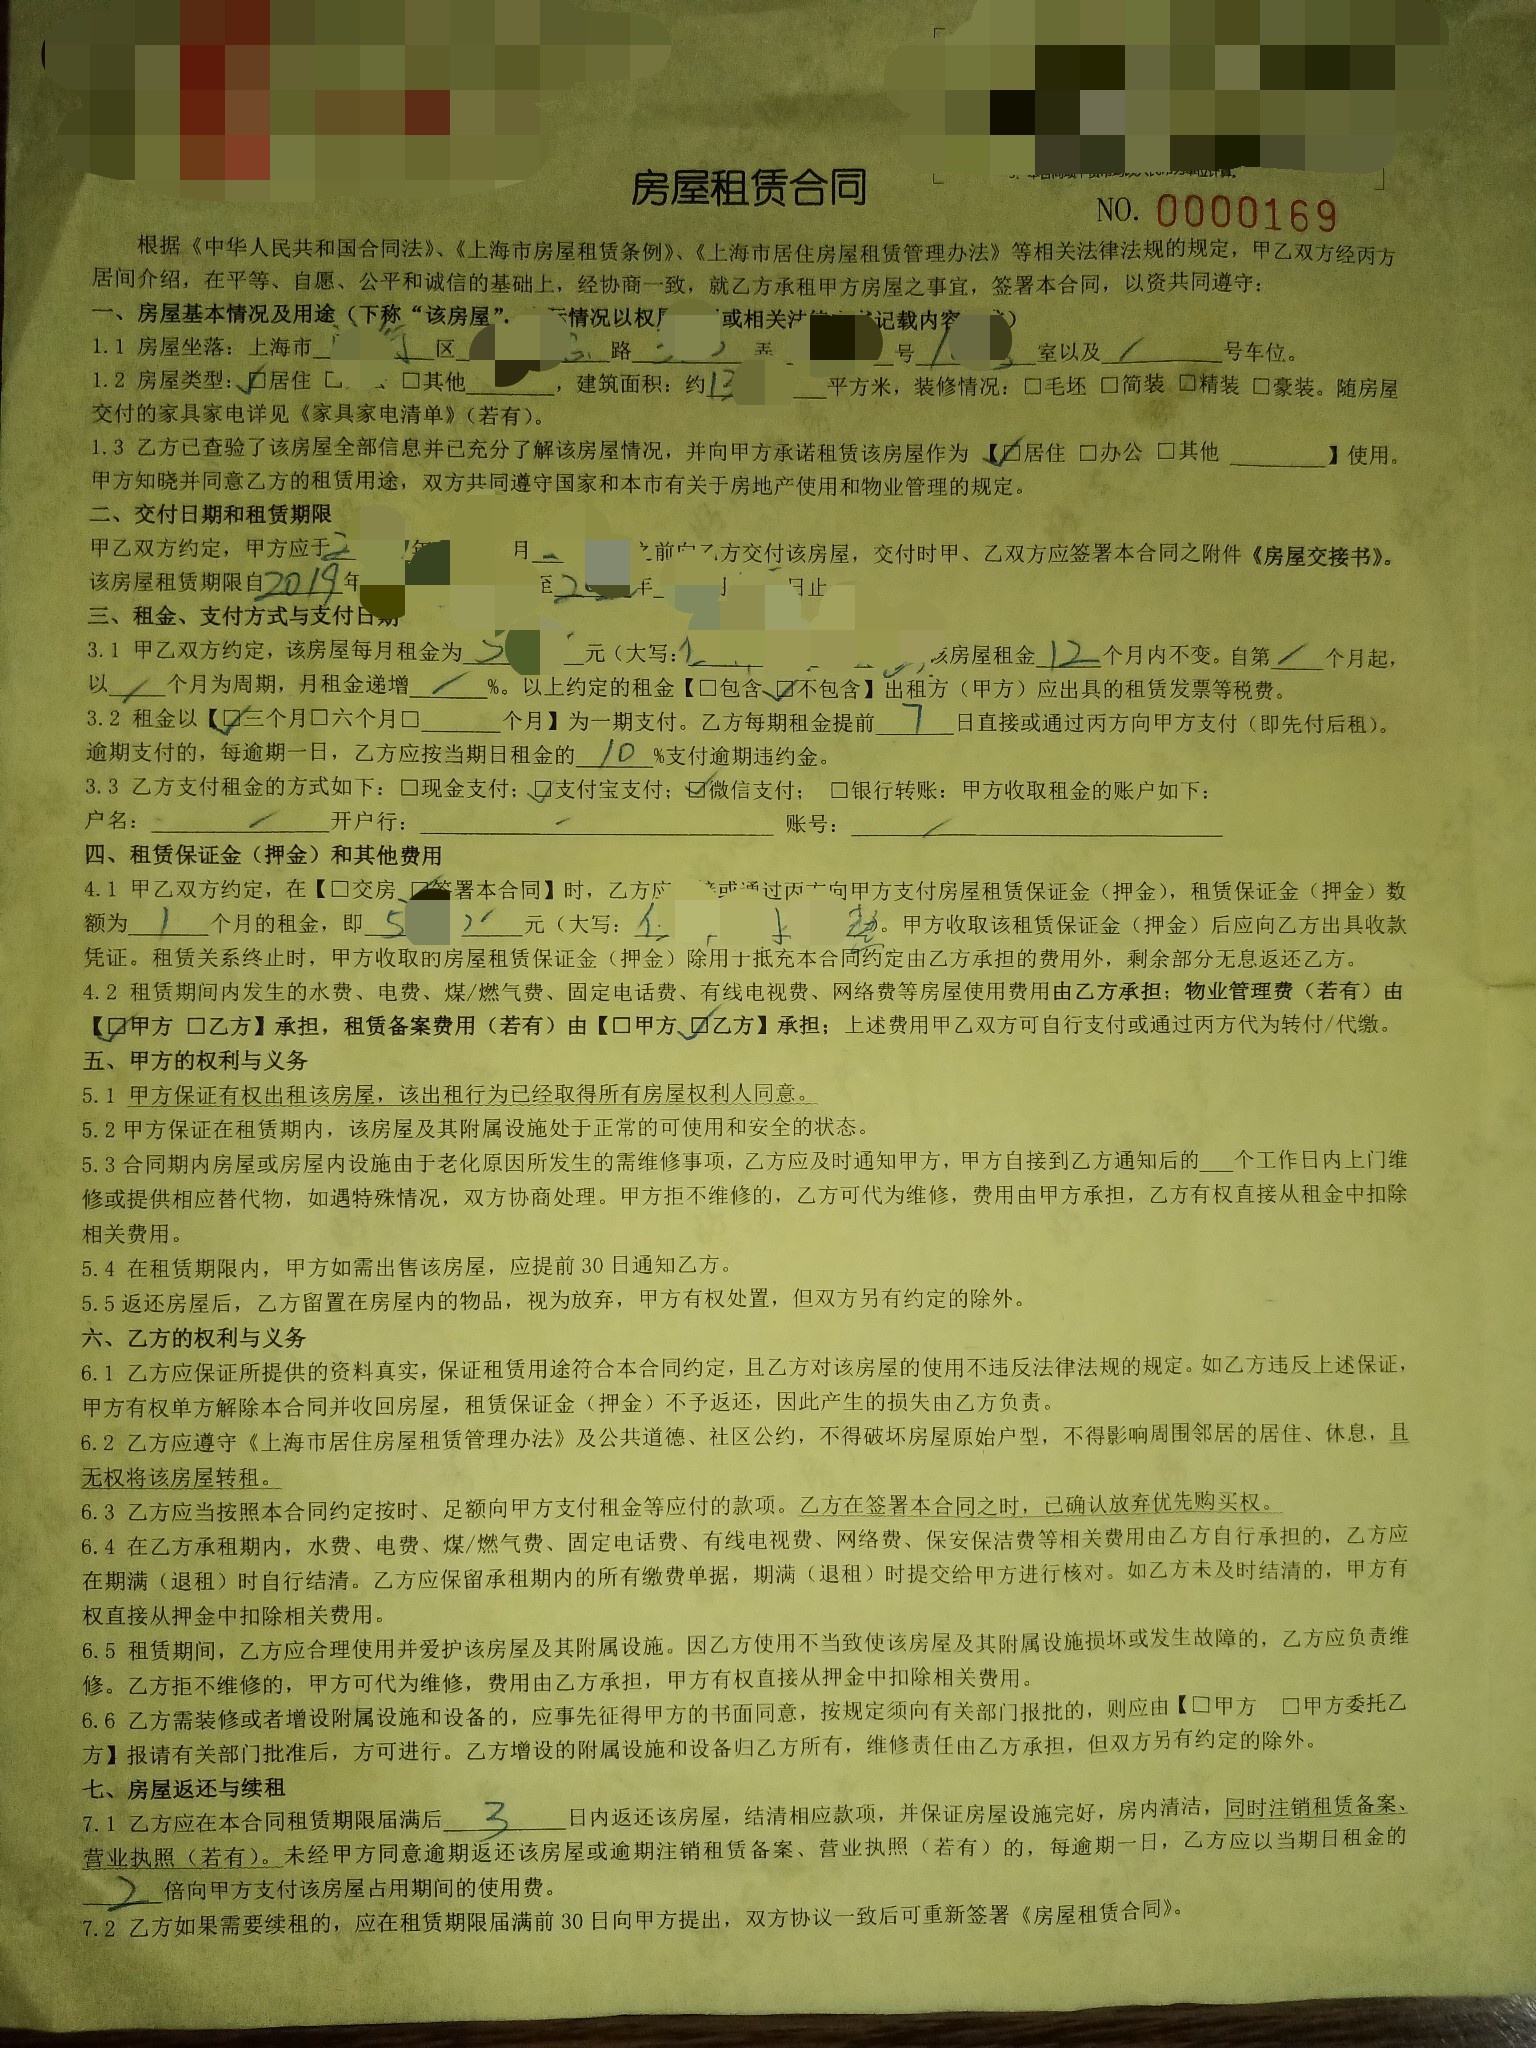 房屋租赁合同
NO. 0000169
根据《中华人民共和国合同法》、《上海市房屋租赁条例》、《上海市居住房屋租赁管理办法》等相关法律法规的规定，甲乙双方经丙方
居间介绍，在平等、自愿、公平和诚信的基础上，经协商一致，就乙方承租甲方房屋之事宜，签署本合同，以资共同遵守：
一、房屋基本情况及用途（下称“该房屋”. 情况以权 或相关法 记载内容 ）
1.1 房屋坐落：上海市 区 路 弄 号 室以及 / 号车位。
1.2 房屋类型：☑居住 □其他______，建筑面积：约 平方米，装修情况：□毛坯 □简装 ☑精装 □豪装。随房屋
交付的家具家电详见《家具家电清单》（若有）。
1.3 乙方已查验了该房屋全部信息并已充分了解该房屋情况，并向甲方承诺租赁该房屋作为【☑居住 □办公 □其他 ______】使用。
甲方知晓并同意乙方的租赁用途，双方共同遵守国家和本市有关于房地产使用和物业管理的规定。
二、交付日期和租赁期限
甲乙双方约定，甲方应于 年 月 之前向乙方交付该房屋，交付时甲、乙双方应签署本合同之附件《房屋交接书》。
该房屋租赁期限自2019年 至 年 日止
三、租金、支付方式与支付日期
3.1 甲乙双方约定，该房屋每月租金为5 元（大写： 该房屋租金 12 个月内不变。自第 / 个月起，
以 / 个月为周期，月租金递增 / %。以上约定的租金【□包含 ☑不包含】出租方（甲方）应出具的租赁发票等税费。
3.2 租金以【☑三个月□六个月□______个月】为一期支付。乙方每期租金提前 7 日直接或通过丙方向甲方支付（即先付后租）。
逾期支付的，每逾期一日，乙方应按当期日租金的 10 %支付逾期违约金。
3.3 乙方支付租金的方式如下：□现金支付；☑支付宝支付；☑微信支付； □银行转账：甲方收取租金的账户如下：
户名： / 开户行： / 账号： /
四、租赁保证金（押金）和其他费用
4.1 甲乙双方约定，在【□交房 ☑签署本合同】时，乙方应 或通过丙方向甲方支付房屋租赁保证金（押金），租赁保证金（押金）数
额为 1 个月的租金，即 5 元（大写：伍 整。甲方收取该租赁保证金（押金）后应向乙方出具收款
凭证。租赁关系终止时，甲方收取的房屋租赁保证金（押金）除用于抵充本合同约定由乙方承担的费用外，剩余部分无息返还乙方。
4.2 租赁期间内发生的水费、电费、煤/燃气费、固定电话费、有线电视费、网络费等房屋使用费用由乙方承担；物业管理费（若有）由
【☑甲方 □乙方】承担，租赁备案费用（若有）由【□甲方 ☑乙方】承担；上述费用甲乙双方可自行支付或通过丙方代为转付/代缴。
五、甲方的权利与义务
5.1 甲方保证有权出租该房屋，该出租行为已经取得所有房屋权利人同意。
5.2 甲方保证在租赁期内，该房屋及其附属设施处于正常的可使用和安全的状态。
5.3 合同期内房屋或房屋内设施由于老化原因所发生的需维修事项，乙方应及时通知甲方，甲方自接到乙方通知后的___个工作日内上门维
修或提供相应替代物，如遇特殊情况，双方协商处理。甲方拒不维修的，乙方可代为维修，费用由甲方承担，乙方有权直接从租金中扣除
相关费用。
5.4 在租赁期限内，甲方如需出售该房屋，应提前30日通知乙方。
5.5 返还房屋后，乙方留置在房屋内的物品，视为放弃，甲方有权处置，但双方另有约定的除外。
六、乙方的权利与义务
6.1 乙方应保证所提供的资料真实，保证租赁用途符合本合同约定，且乙方对该房屋的使用不违反法律法规的规定。如乙方违反上述保证，
甲方有权单方解除本合同并收回房屋，租赁保证金（押金）不予返还，因此产生的损失由乙方负责。
6.2 乙方应遵守《上海市居住房屋租赁管理办法》及公共道德、社区公约，不得破坏房屋原始户型，不得影响周围邻居的居住、休息，且
无权将该房屋转租。
6.3 乙方应当按照本合同约定按时、足额向甲方支付租金等应付的款项。乙方在签署本合同之时，已确认放弃优先购买权。
6.4 在乙方承租期内，水费、电费、煤/燃气费、固定电话费、有线电视费、网络费、保安保洁费等相关费用由乙方自行承担的，乙方应
在期满（退租）时自行结清。乙方应保留承租期内的所有缴费单据，期满（退租）时提交给甲方进行核对。如乙方未及时结清的，甲方有
权直接从押金中扣除相关费用。
6.5 租赁期间，乙方应合理使用并爱护该房屋及其附属设施。因乙方使用不当致使该房屋及其附属设施损坏或发生故障的，乙方应负责维
修。乙方拒不维修的，甲方可代为维修，费用由乙方承担，甲方有权直接从押金中扣除相关费用。
6.6 乙方需装修或者增设附属设施和设备的，应事先征得甲方的书面同意，按规定须向有关部门报批的，则应由【□甲方 □甲方委托乙
方】报请有关部门批准后，方可进行。乙方增设的附属设施和设备归乙方所有，维修责任由乙方承担，但双方另有约定的除外。
七、房屋返还与续租
7.1 乙方应在本合同租赁期限届满后 3 日内返还该房屋，结清相应款项，并保证房屋设施完好，房内清洁，同时注销租赁备案、
营业执照（若有）。未经甲方同意逾期返还该房屋或逾期注销租赁备案、营业执照（若有）的，每逾期一日，乙方应以当期日租金的
2 倍向甲方支付该房屋占用期间的使用费。
7.2 乙方如果需要续租的，应在租赁期限届满前30日向甲方提出，双方协议一致后可重新签署《房屋租赁合同》。